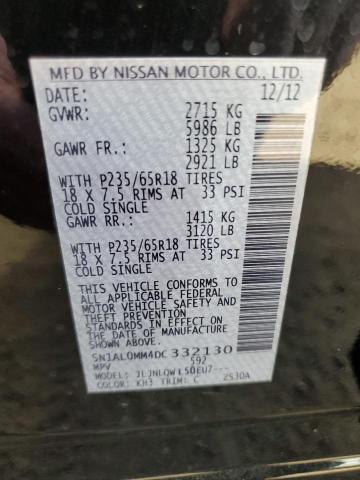 MFD BY NISSAN MOTOR CO., LTD.
DATE: 12/12
GVWR: 2715 KG
5986 LB
GAWR FR.: 1325 KG
2921 LB
WITH P235/65R18 TIRES
18 X 7.5 RIMS AT 33 PSI
COLD SINGLE
GAWR RR.: 1415 KG
3120 LB
WITH P235/65R18 TIRES
18 X 7.5 RIMS AT 33 PSI
COLD SINGLE
THIS VEHICLE CONFORMS TO
ALL APPLICABLE FEDERAL
MOTOR VEHICLE SAFETY
AND THEFT PREVENTION
STANDARDS IN EFFECT ON
THE DATE OF MANUFACTURE
SHOWN ABOVE.
5N1AL0MM4DC332130
MPV 592
MODEL: JLJNLQWL50EU7---
COLOR: KH3 TRIM: C 2530A